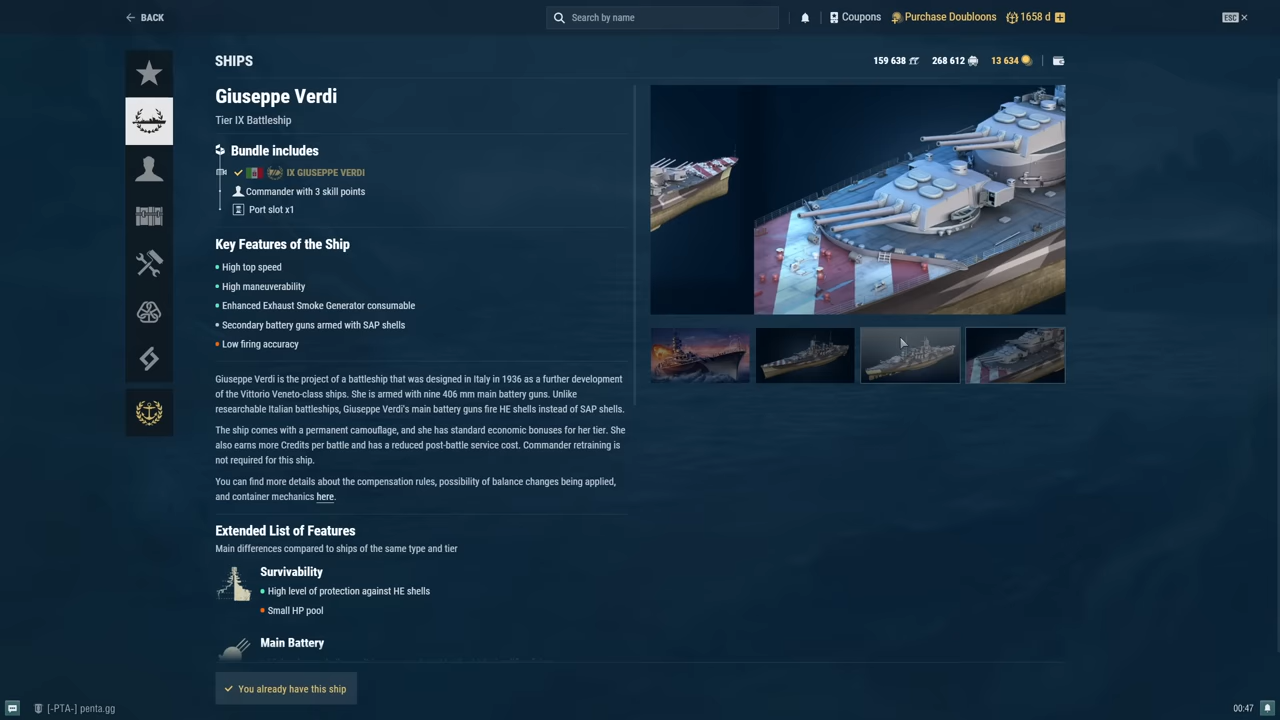 BACK
Search by name
Coupons
Purchase Doubloons
1658 d
ESC
SHIPS
159 638
268 612
13 634
Giuseppe Verdi
Tier IX Battleship
Bundle includes
IX GIUSEPPE VERDI
Commander with 3 skill points
Port slot x1
Key Features of the Ship
High top speed
High maneuverability
Enhanced Exhaust Smoke Generator consumable
Secondary battery guns armed with SAP shells
Low firing accuracy
Giuseppe Verdi is the project of a battleship that was designed in Italy in 1936 as a further development
of the Vittorio Veneto-class ships. She is armed with nine 406 mm main battery guns. Unlike
researchable Italian battleships, Giuseppe Verdi's main battery guns fire HE shells instead of SAP shells.
The ship comes with a permanent camouflage, and she has standard economic bonuses for her tier. She
also earns more Credits per battle and has a reduced post-battle service cost. Commander retraining is
not required for this ship.
You can find more details about the compensation rules, possibility of balance changes being applied,
and container mechanics here.
Extended List of Features
Main differences compared to ships of the same type and tier
Survivability
High level of protection against HE shells
Small HP pool
Main Battery
You already have this ship
[-PTA-] penta.gg
00:47